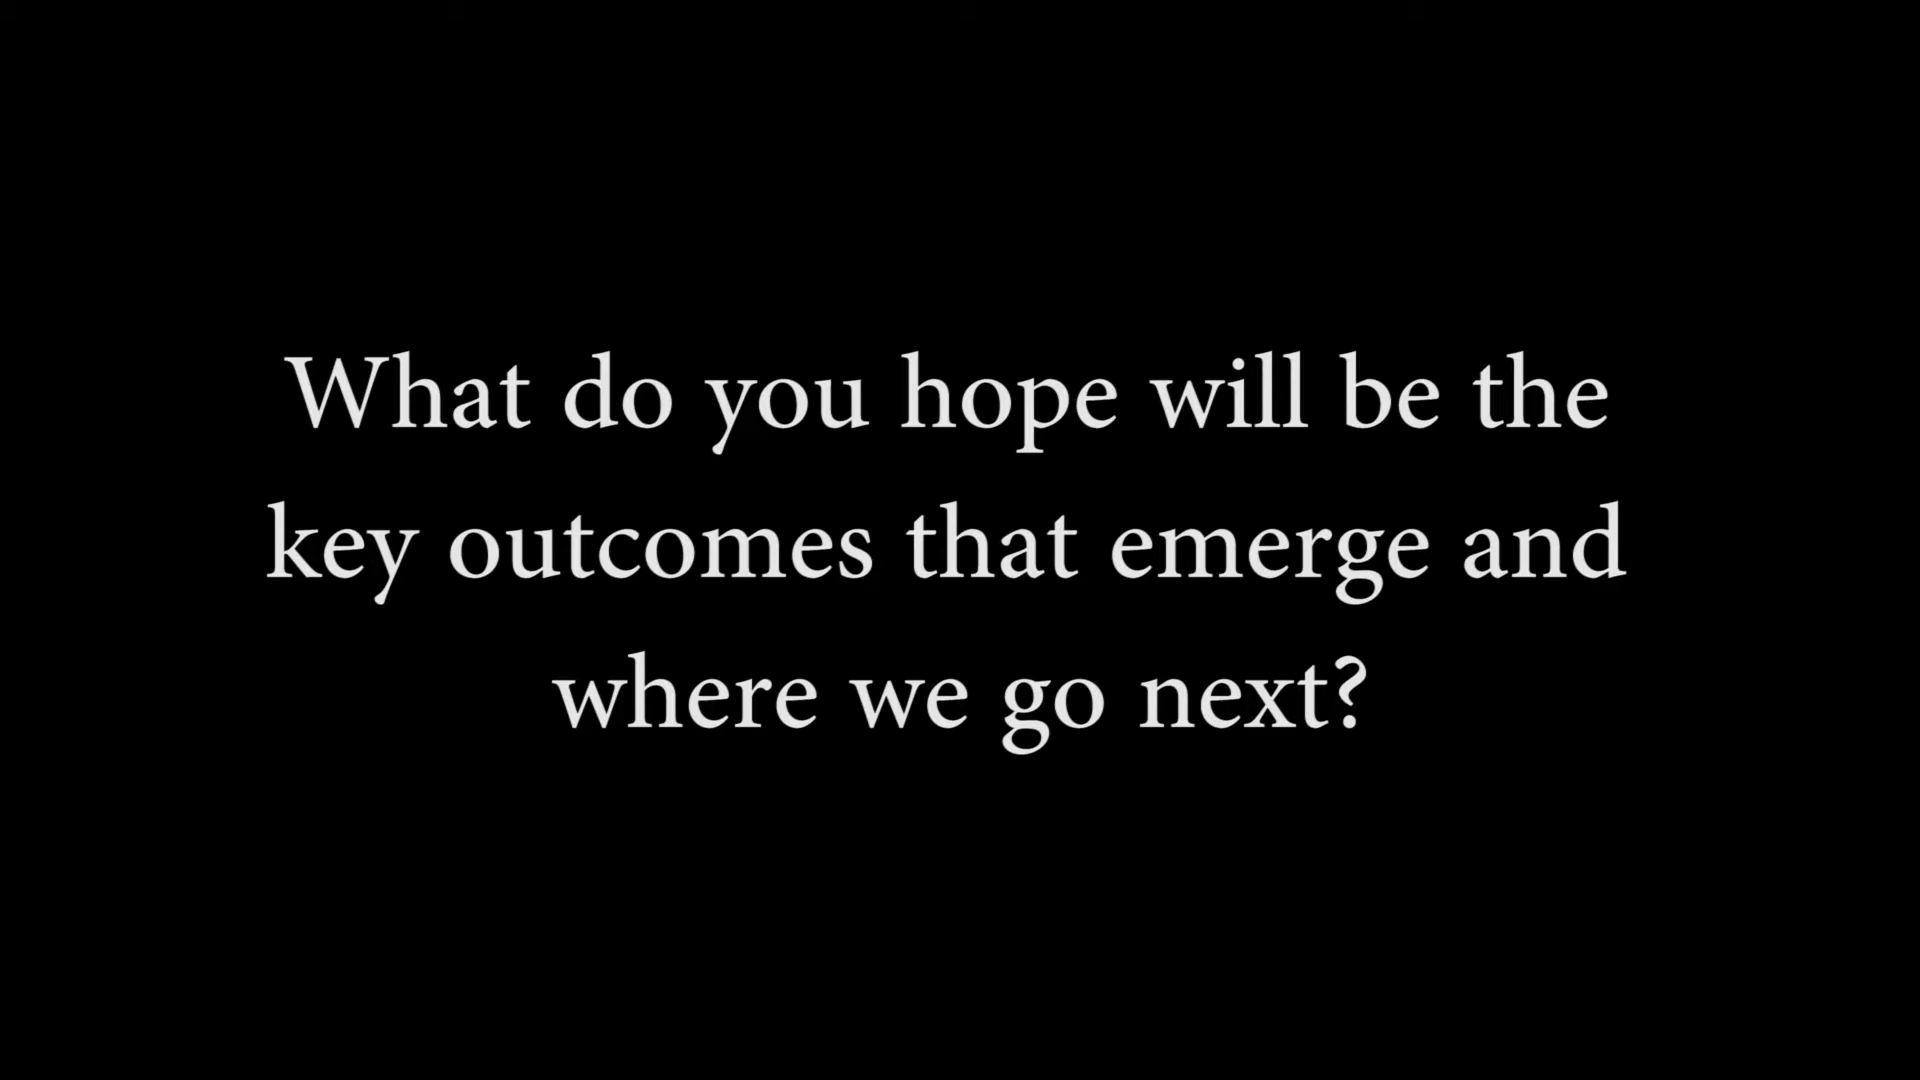 What do you hope will be the
key outcomes that emerge and
where we go next?